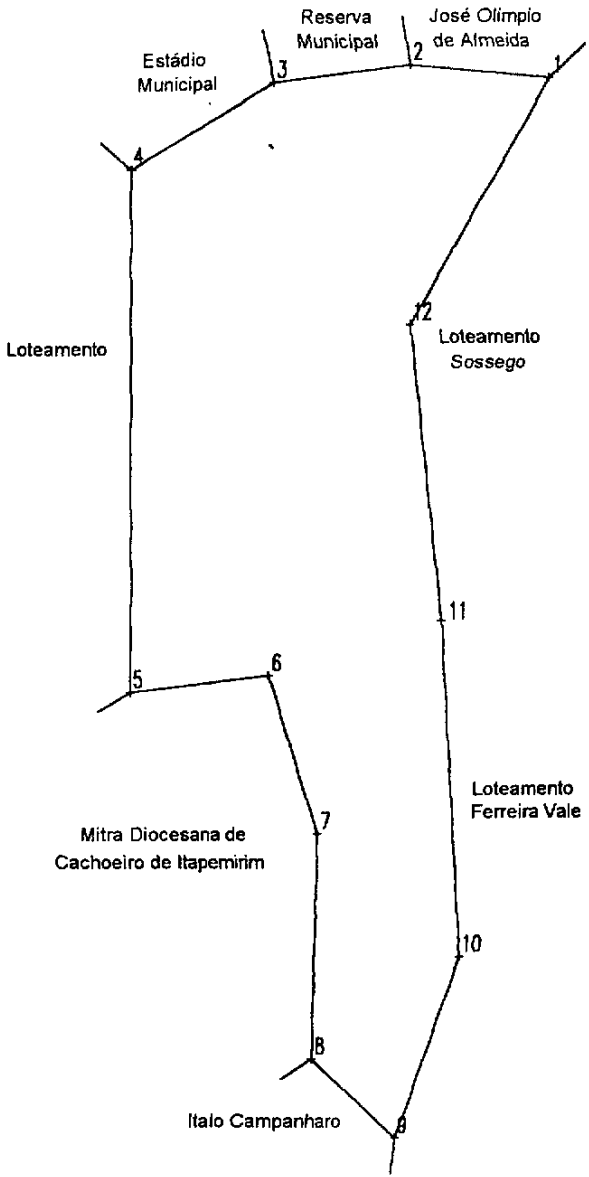 Reserva
Municipal
José Olímpio
de Almeida
Estádio
Municipal
3
2
1
4
12
Loteamento
Loteamento
Sossego
11
6
5
Loteamento
Ferreira Vale
7
Mitra Diocesana de
Cachoeiro de Itapemirim
10
8
Italo Campanharo
9